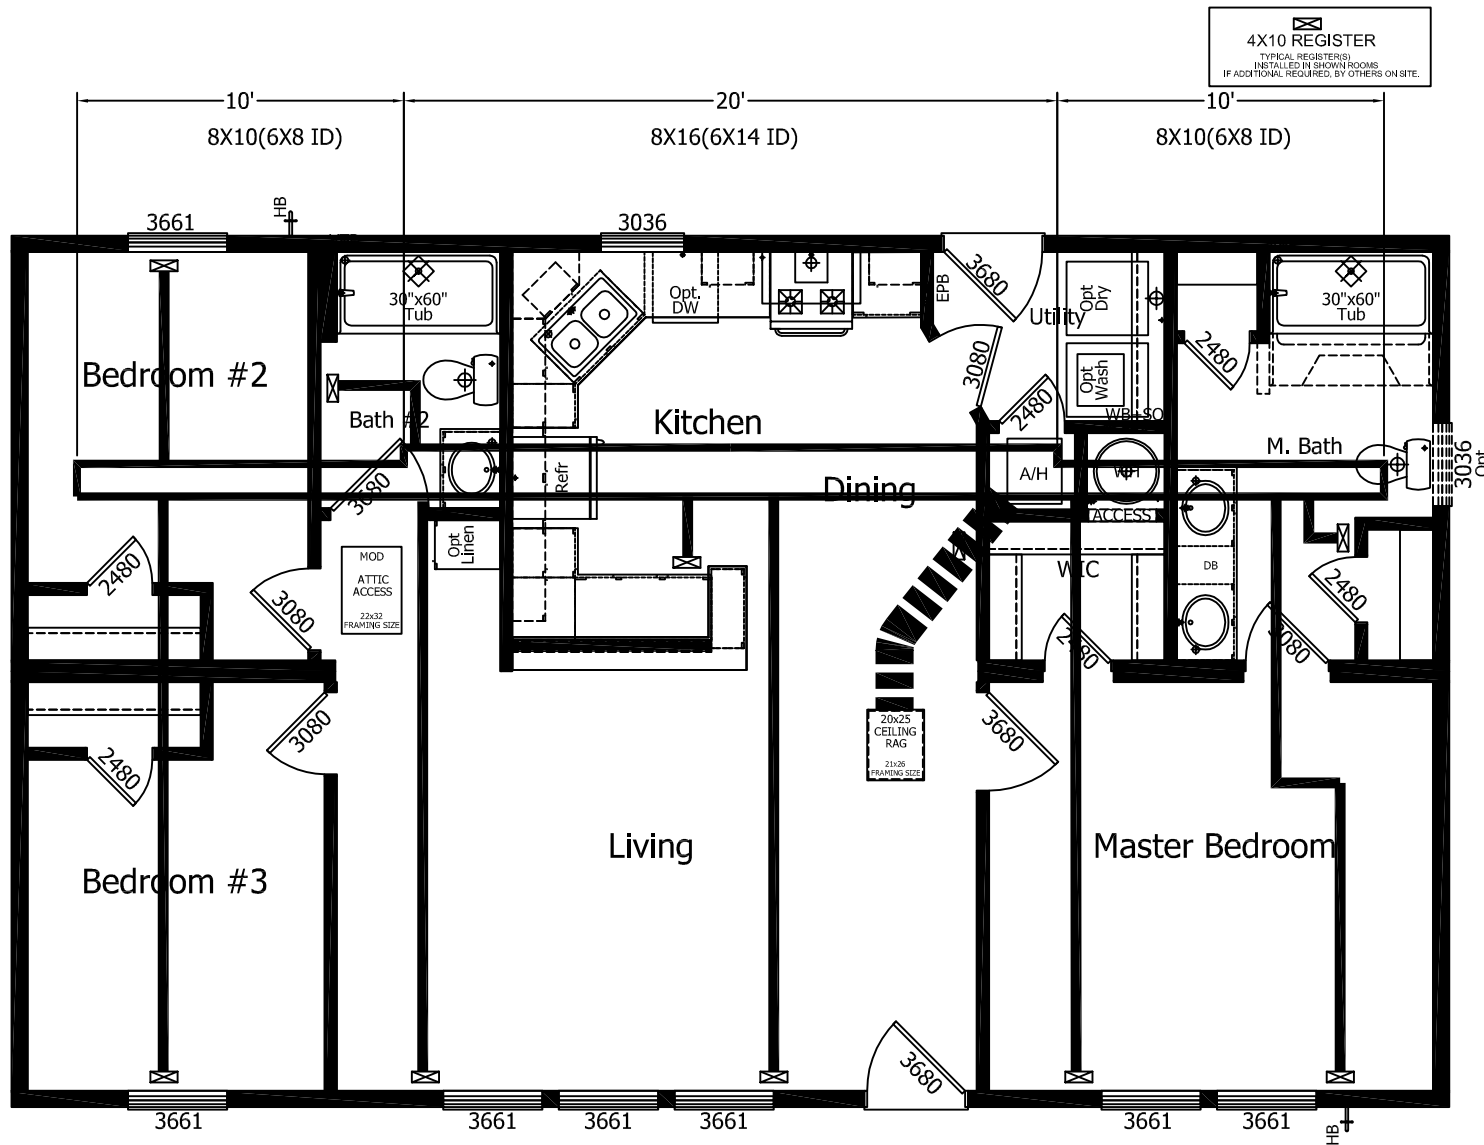 4X10 REGISTER
TYPICAL REGISTER(S)
INSTALLED IN SHOWN ROOMS
IF ADDITIONAL REQUIRED, BY OTHERS ON SITE.
10'
20'
10'
8X10(6X8 ID)
8X16(6X14 ID)
8X10(6X8 ID)
HB
3661
3036
30"x60"
Tub
Opt.
DW
EPB
3680
Utility
Opt
Dry
30"x60"
Tub
Bedroom #2
3080
Opt
Wash
2480
2480
Bath #2
Kitchen
WB+SO
M. Bath
3680
Refr
Dining
A/H
WH
3036
Opt
ACCESS
Opt
Linen
MOD
ATTIC
ACCESS
22x32
FRAMING SIZE
2480
WIC
DB
2480
3080
2480
3080
3080
20x25
CEILING
RAG
21x26
FRAMING SIZE
3680
2480
Living
Master Bedroom
Bedroom #3
3680
3661
3661
3661
3661
3661
3661
HB